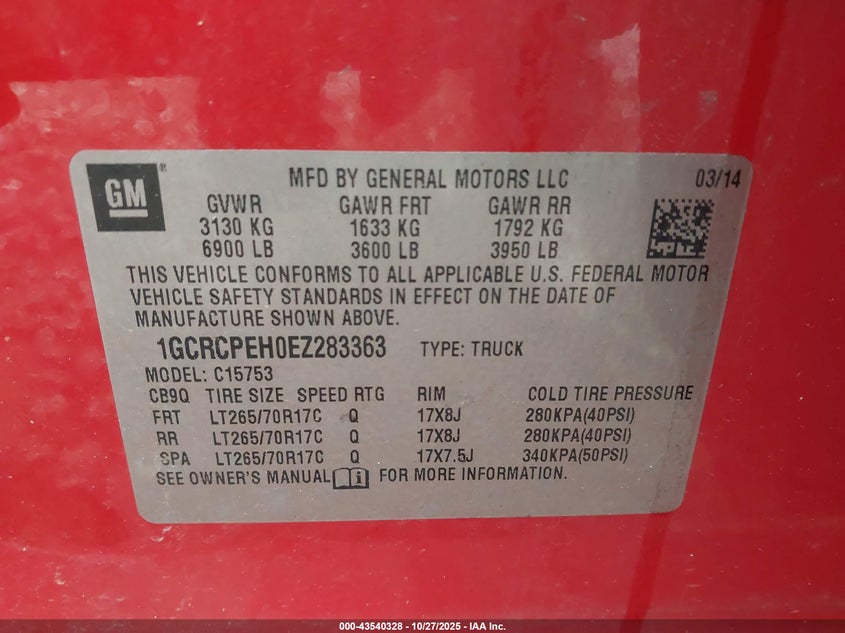 GM
MFD BY GENERAL MOTORS LLC 03/14
GVWR GAWR FRT GAWR RR
3130 KG 1633 KG 1792 KG
6900 LB 3600 LB 3950 LB
THIS VEHICLE CONFORMS TO ALL APPLICABLE U.S. FEDERAL MOTOR
VEHICLE SAFETY STANDARDS IN EFFECT ON THE DATE OF
MANUFACTURE SHOWN ABOVE.
1GCRCPEH0EZ283363 TYPE: TRUCK
MODEL: C15753
CB9Q TIRE SIZE SPEED RTG RIM COLD TIRE PRESSURE
FRT LT265/70R17C Q 17X8J 280KPA(40PSI)
RR LT265/70R17C Q 17X8J 280KPA(40PSI)
SPA LT265/70R17C Q 17X7.5J 340KPA(50PSI)
SEE OWNER'S MANUAL i FOR MORE INFORMATION.
000-43540328 - 10/27/2025 - IAA Inc.